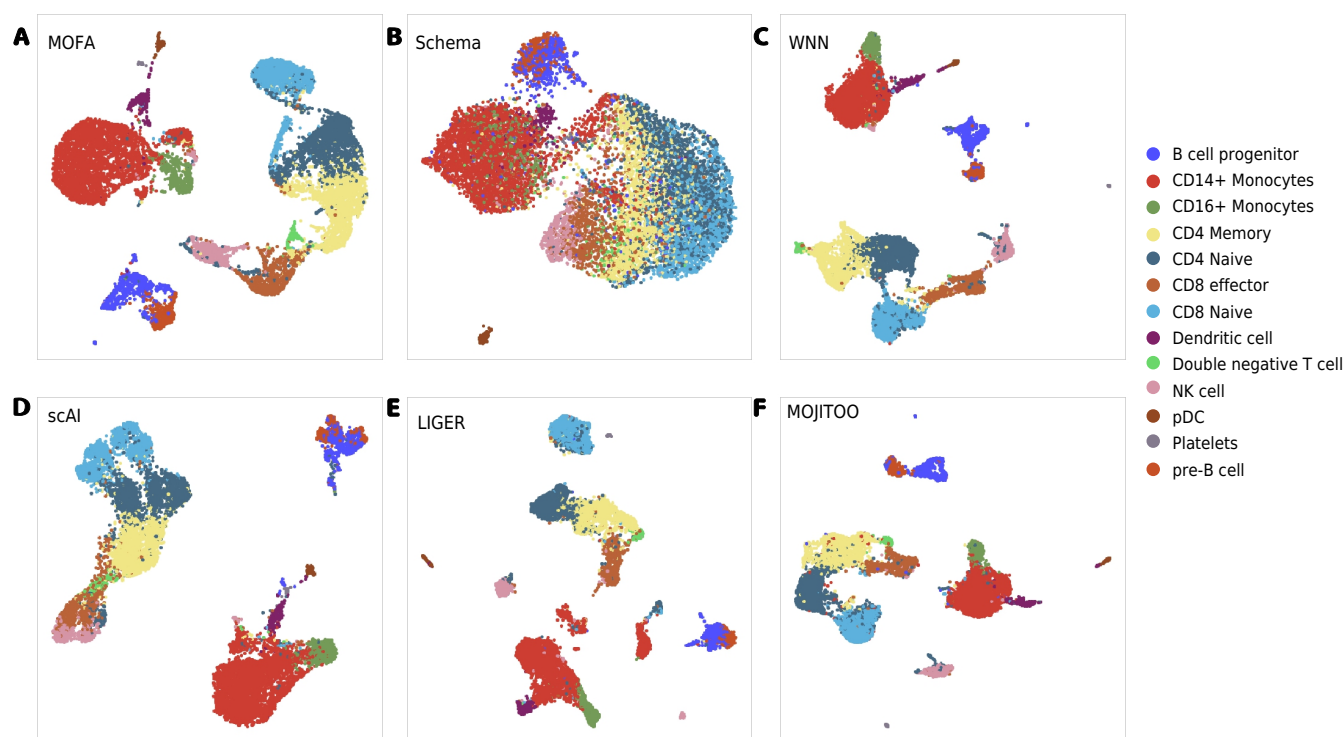 A
MOFA
B
Schema
C
WNN
D
scAI
E
LIGER
F
MOJITOO
B cell progenitor
CD14+ Monocytes
CD16+ Monocytes
CD4 Memory
CD4 Naive
CD8 effector
CD8 Naive
Dendritic cell
Double negative T cell
NK cell
pDC
Platelets
pre-B cell